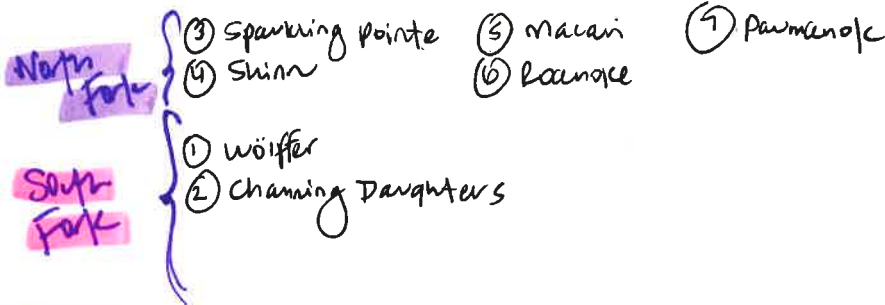 North Fork
③ Sparkling Pointe ⑤ Macari ⑦ Paumanok
④ Shinn ⑥ Roanoke
South Fork
① Wölffer
② Channing Daughters